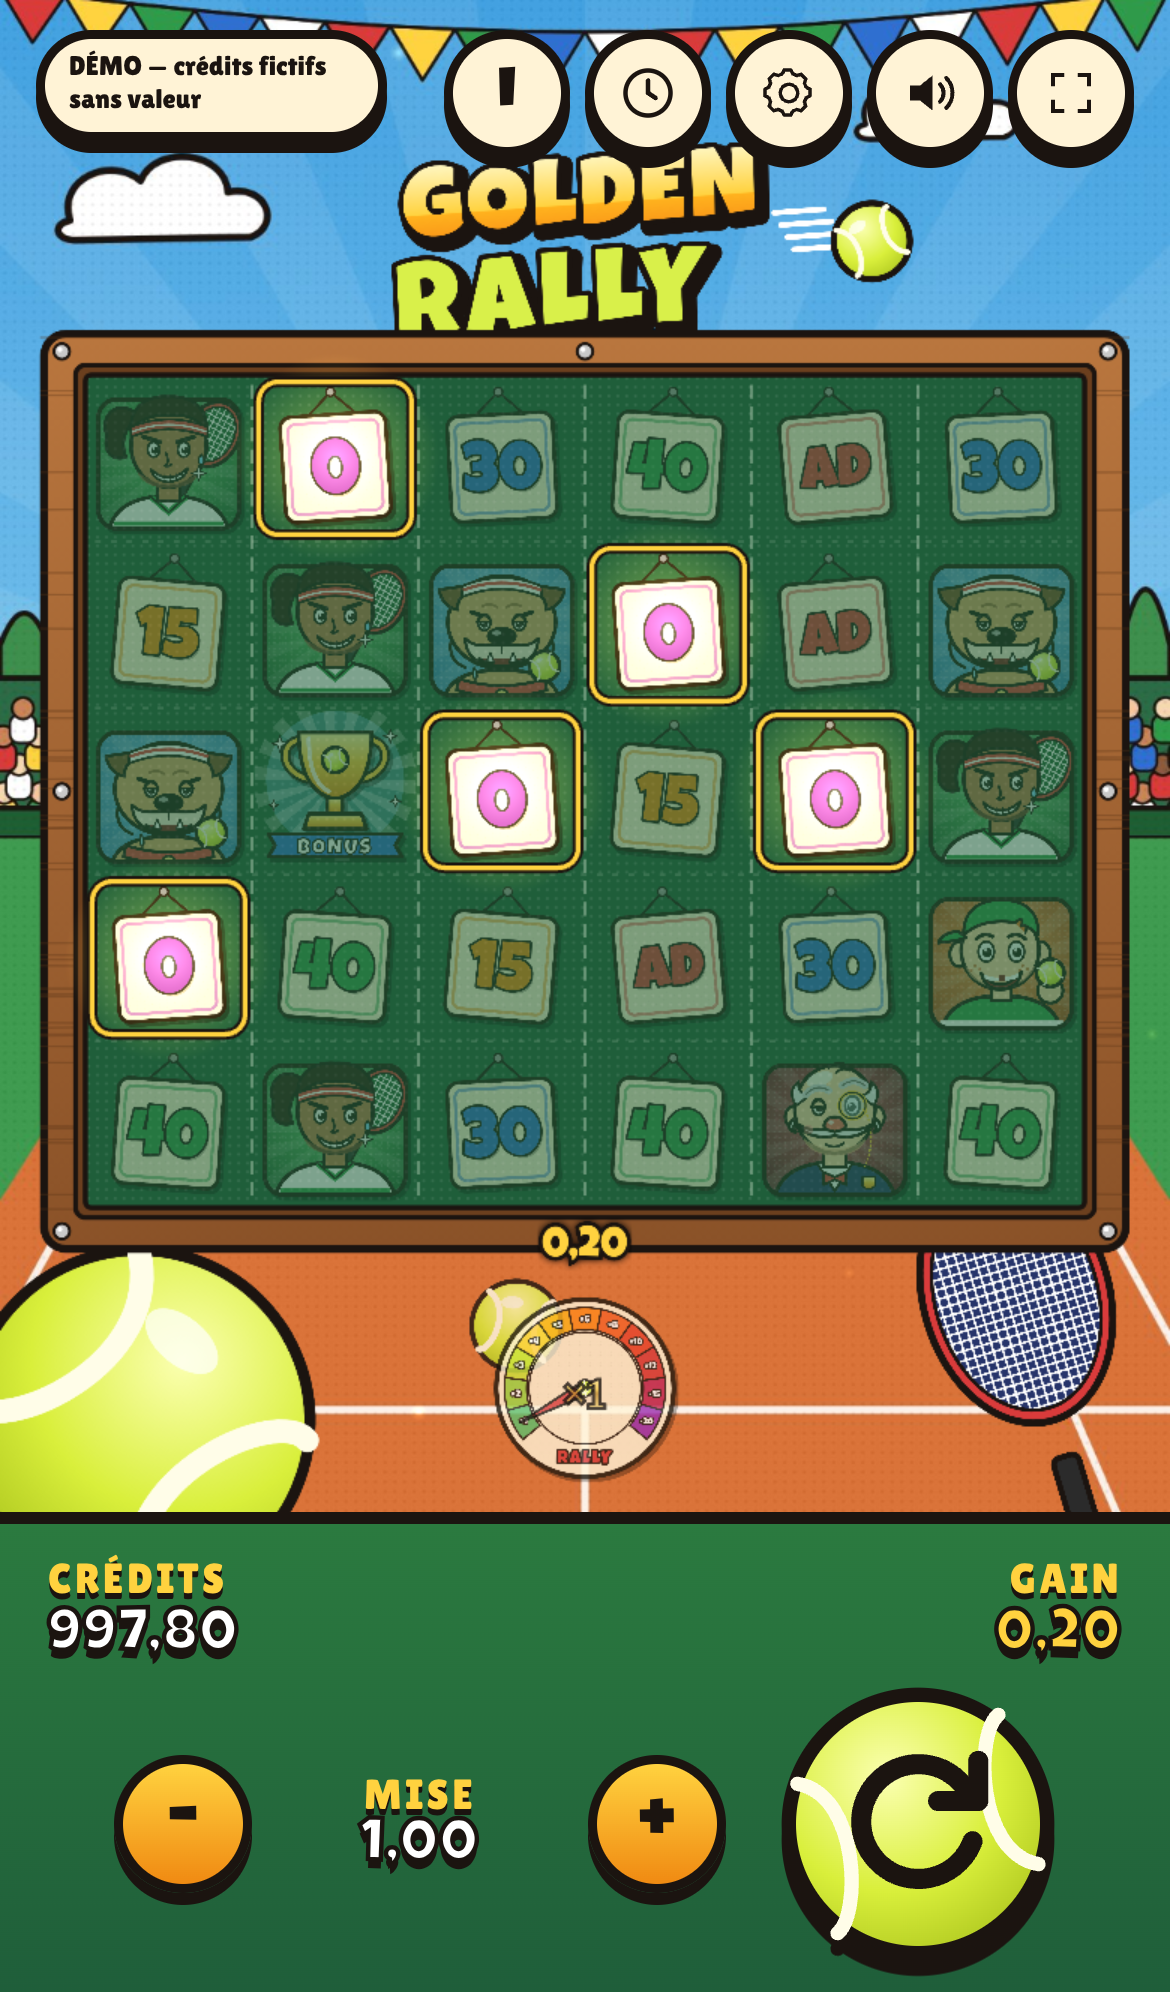 DÉMO – crédits fictifs
sans valeur
GOLDEN
RALLY
0 30 40 AD 30
15 0 AD
BONUS 0 15 0
0 40 15 AD 30
40 30 40 40
0,20
×1
RALLY
CRÉDITS
997,80
GAIN
0,20
MISE
1,00